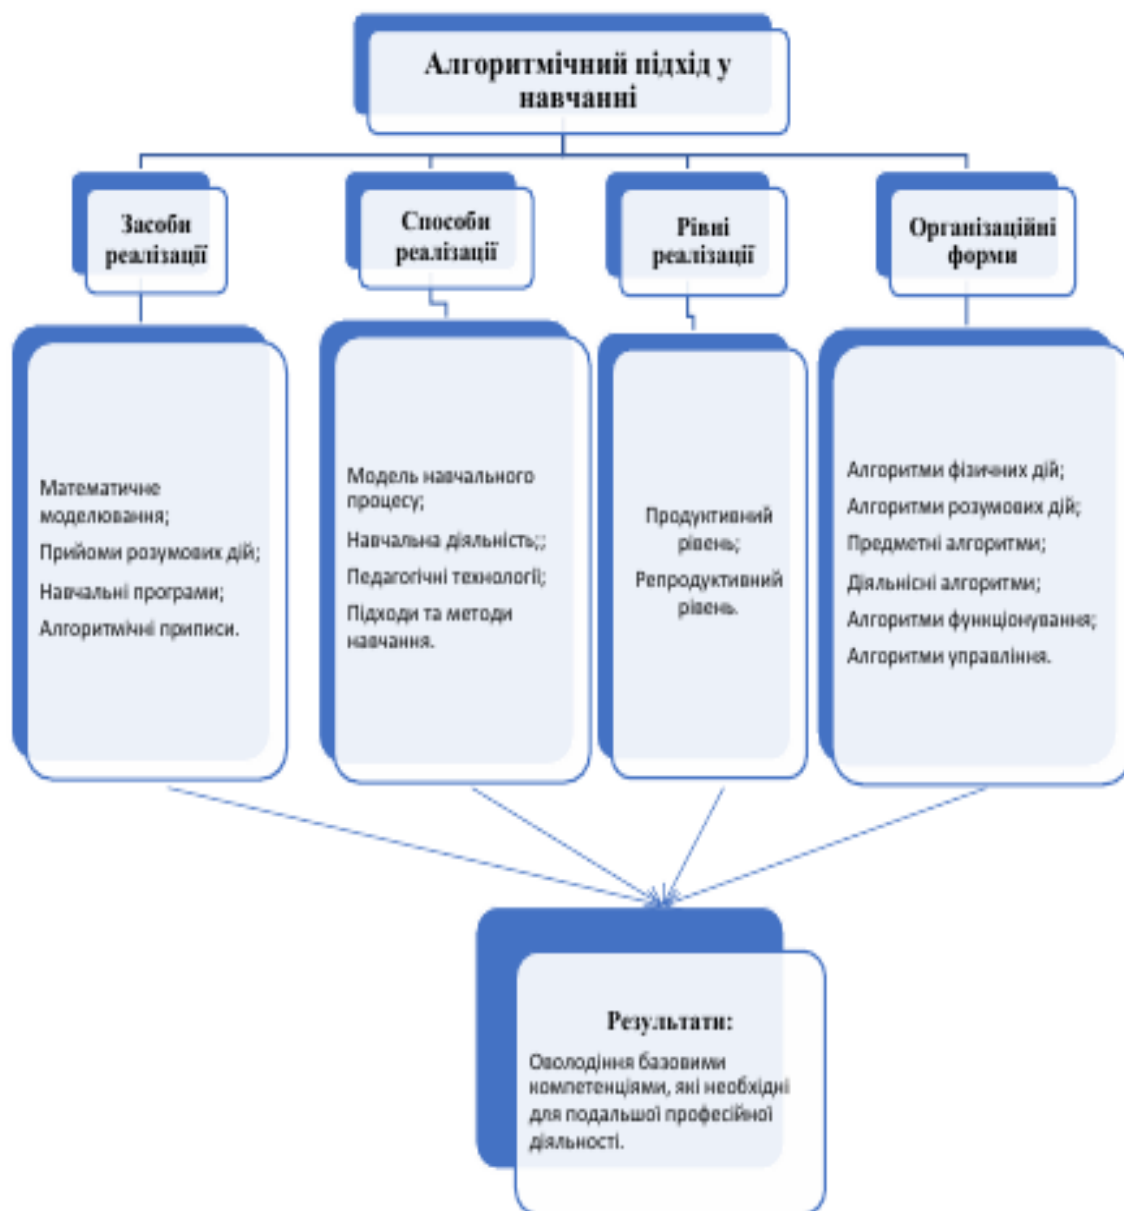 Алгоритмічний підхід у
навчанні
Засоби
реалізації
Способи
реалізації
Рівні
реалізації
Організаційні
форми
Математичне
моделювання;
Прийоми розумових дій;
Навчальні програми;
Алгоритмічні приписи.
Модель навчального
процесу;
Навчальна діяльність;;
Педагогічні технології;
Підходи та методи
навчання.
Продуктивний
рівень;
Репродуктивний
рівень.
Алгоритми фізичних дій;
Алгоритми розумових дій;
Предметні алгоритми;
Діяльнісні алгоритми;
Алгоритми функціонування;
Алгоритми управління.
Результати:
Оволодіння базовими
компетенціями, які необхідні
для подальшої професійної
діяльності.